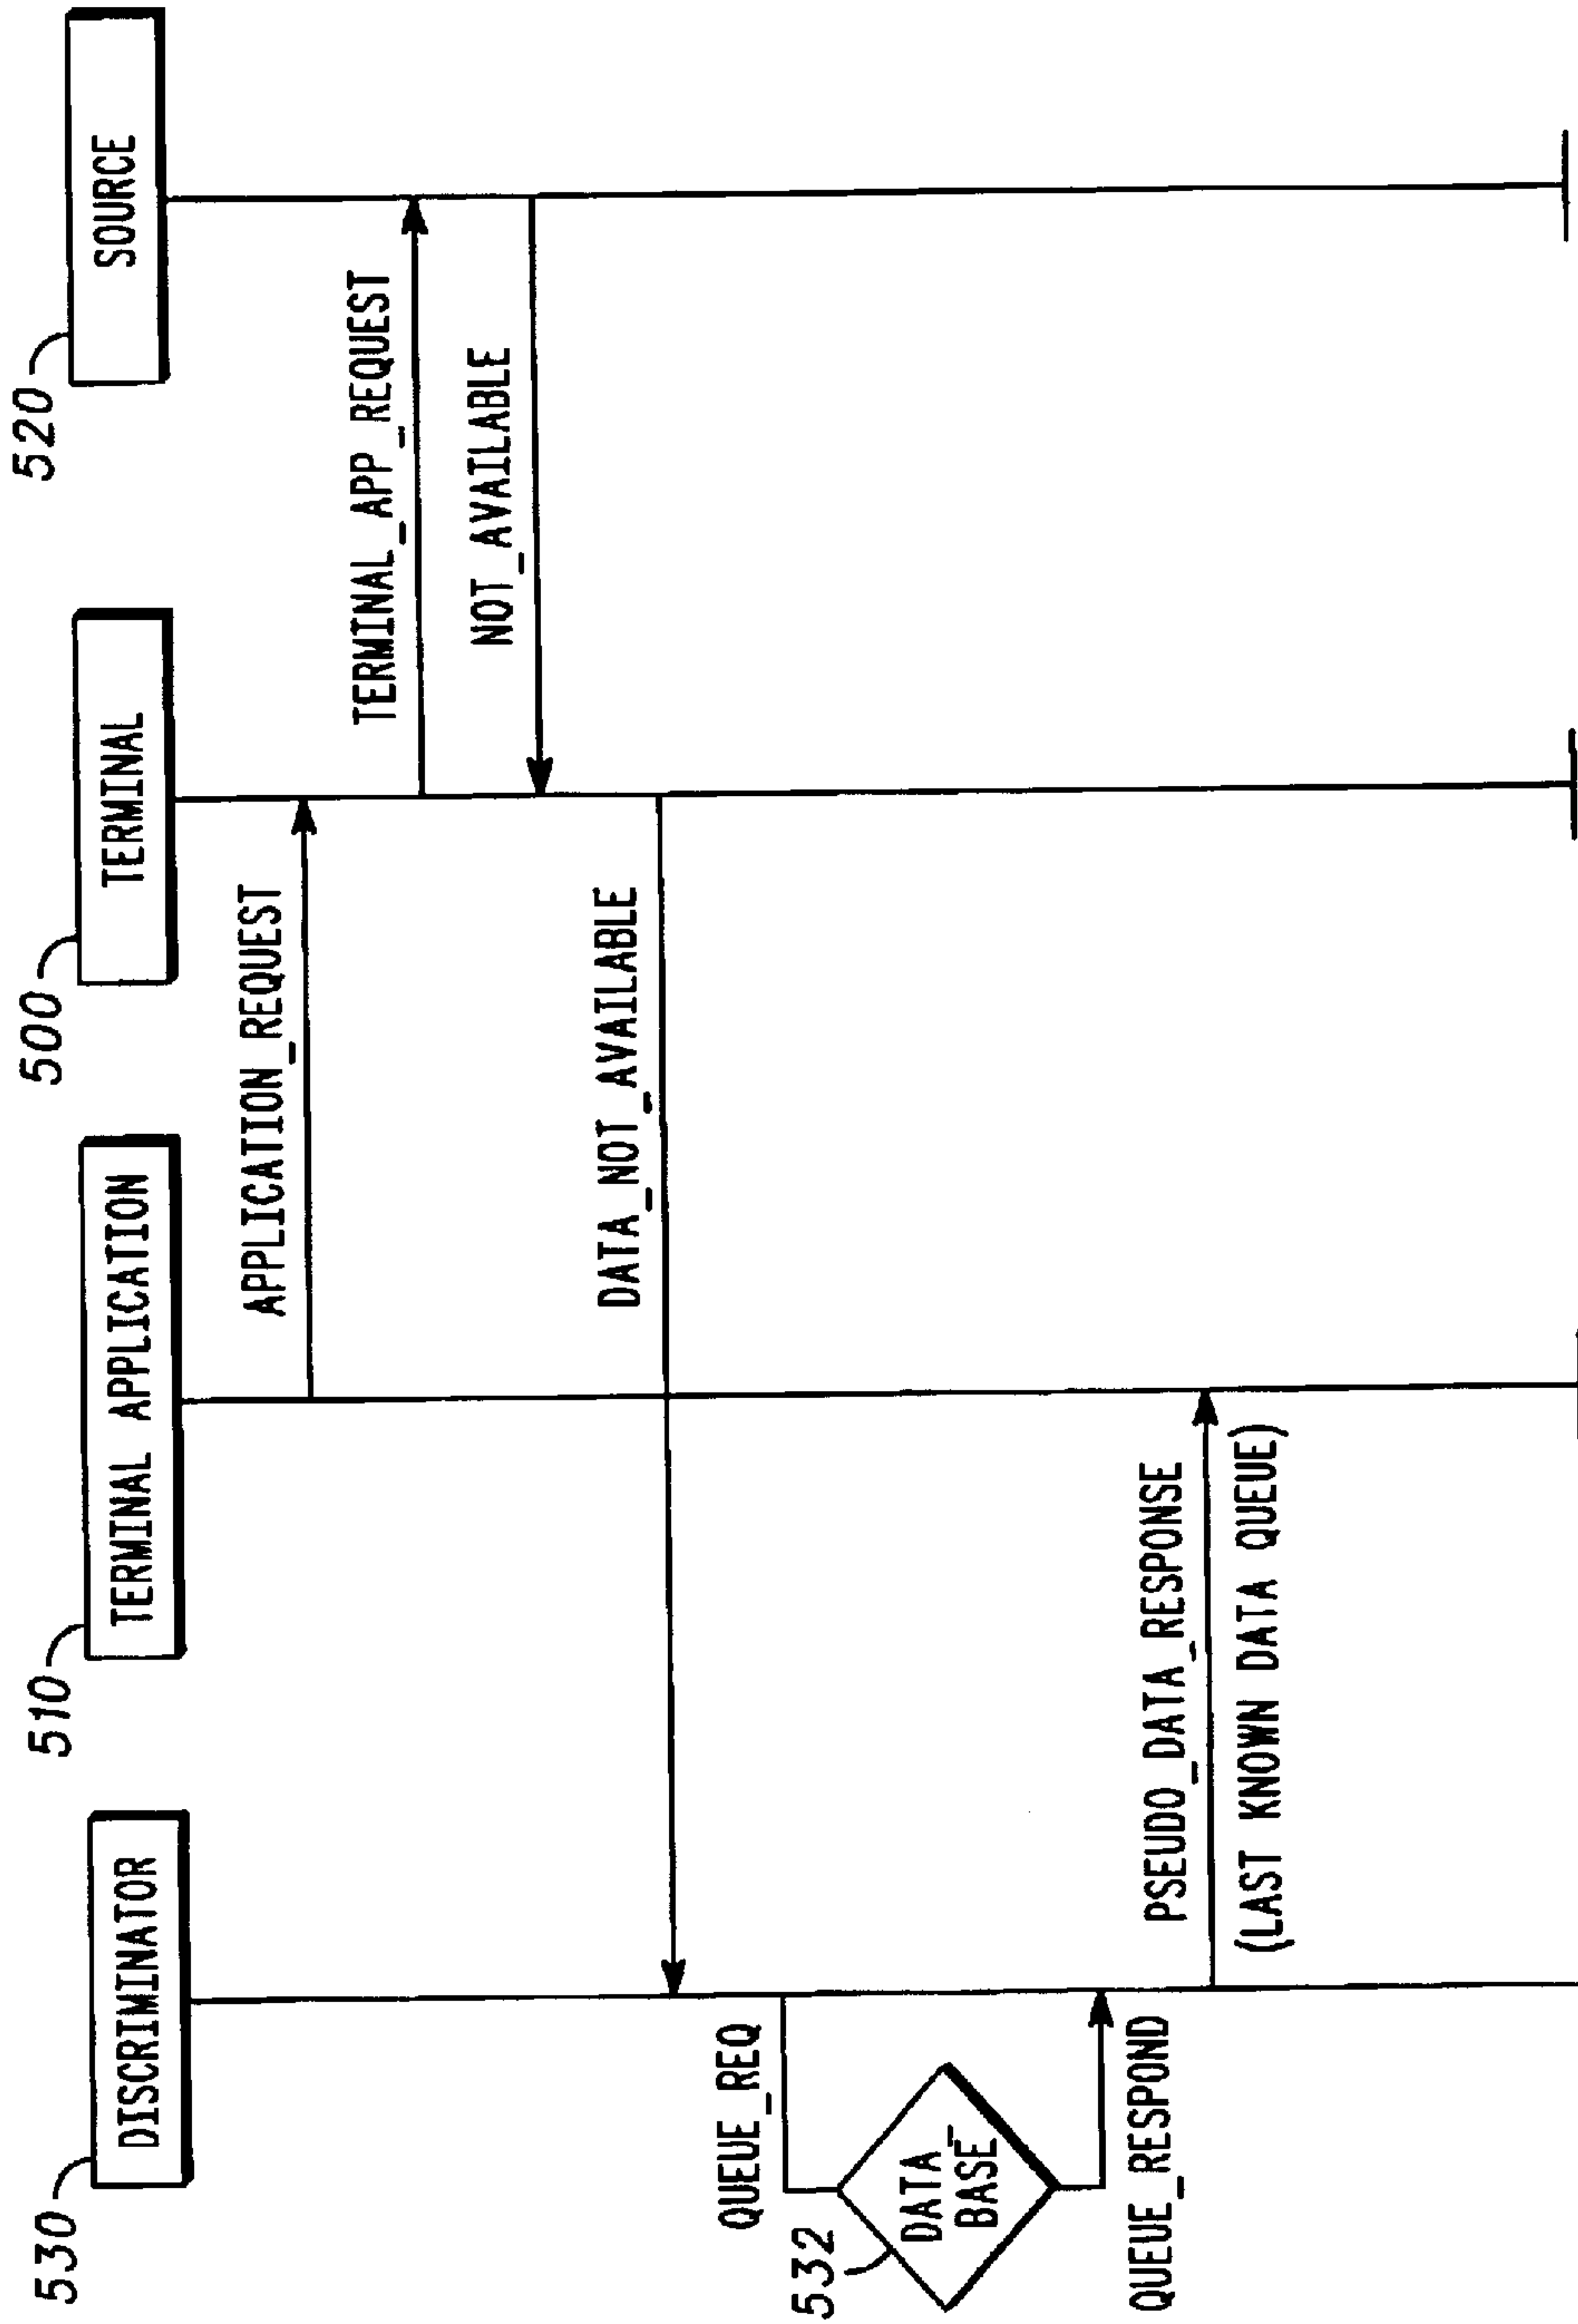 530
DISCRIMINATOR
510
TERMINAL APPLICATION
500
TERMINAL
520
SOURCE
APPLICATION_REQUEST
TERMINAL_APP_REQUEST
NOT_AVAILABLE
DATA_NOT_AVAILABLE
QUEUE_REQ
532
DATA_
BASE
QUEUE_RESPOND
PSEUDO_DATA_RESPONSE
(LAST KNOWN DATA QUEUE)